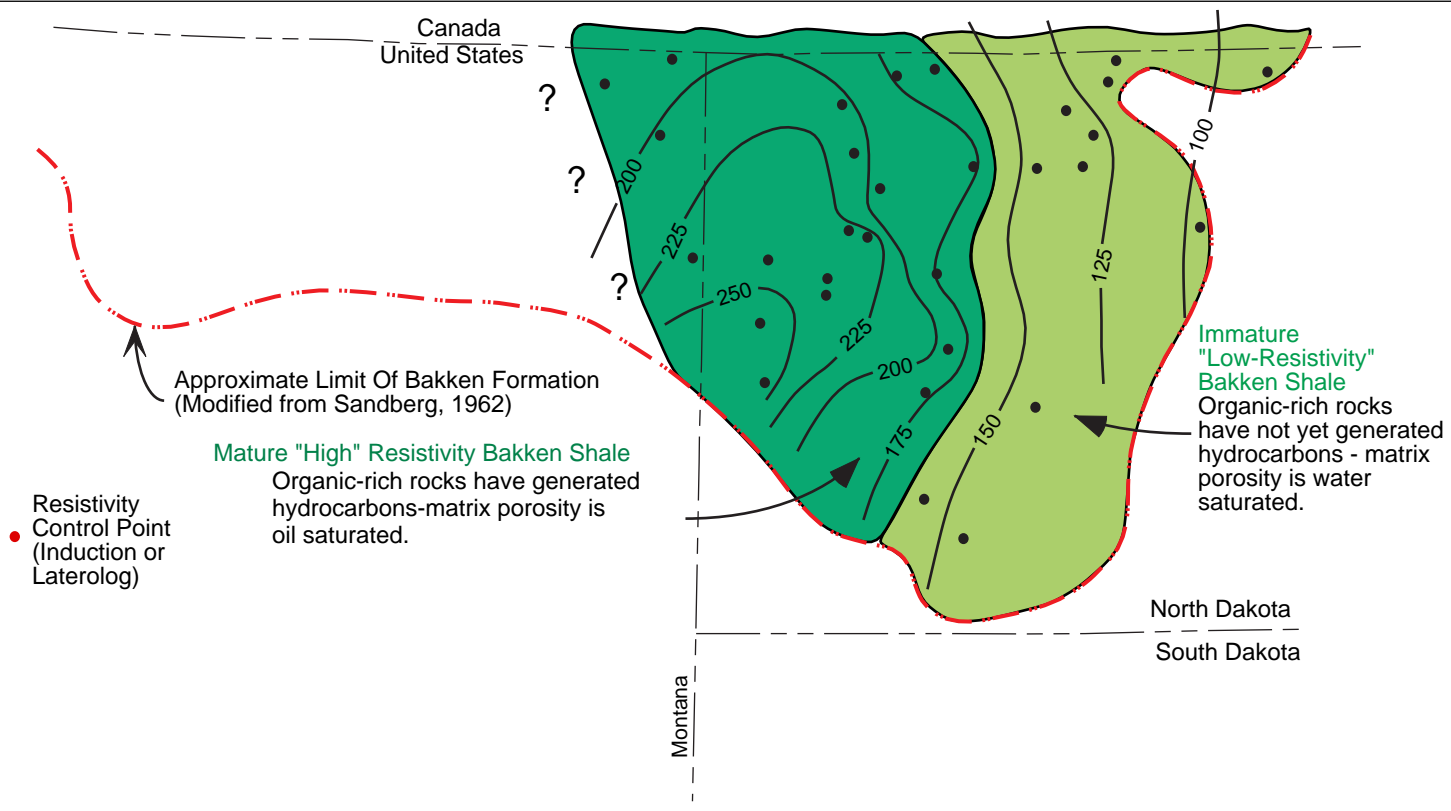 Canada
United States
?
?
?
200
225
250
225
200
175
150
125
100
Approximate Limit Of Bakken Formation
(Modified from Sandberg, 1962)
Mature "High" Resistivity Bakken Shale
Organic-rich rocks have generated
hydrocarbons-matrix porosity is
oil saturated.
Immature
"Low-Resistivity"
Bakken Shale
Organic-rich rocks
have not yet generated
hydrocarbons - matrix
porosity is water
saturated.
Resistivity
Control Point
(Induction or
Laterolog)
North Dakota
South Dakota
Montana